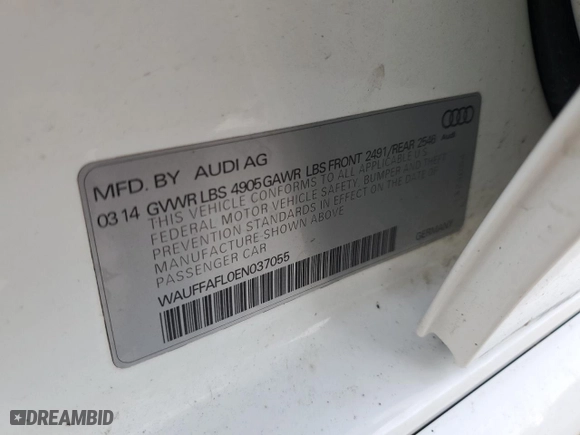 MFD. BY AUDI AG
Audi
03 14 GVWR LBS 4905 GAWR LBS FRONT 2491/REAR 2546
THIS VEHICLE CONFORMS TO ALL APPLICABLE U.S.
FEDERAL MOTOR VEHICLE SAFETY, BUMPER AND THEFT
PREVENTION STANDARDS IN EFFECT ON THE DATE OF
MANUFACTURE SHOWN ABOVE.
PASSENGER CAR
WAUFFAFL0EN037055
DREAMBID